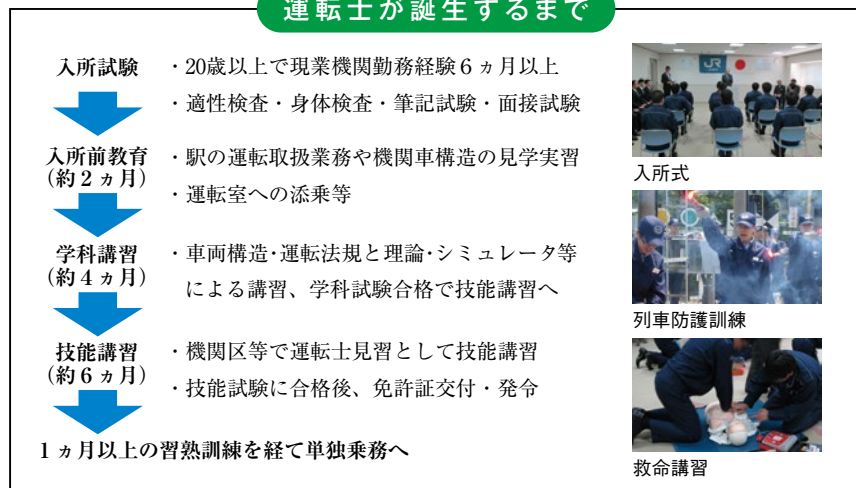 運転士が誕生するまで
入所試験
・20歳以上で現業機関勤務経験6ヵ月以上
・適性検査・身体検査・筆記試験・面接試験
入所前教育
(約2ヵ月)
・駅の運転取扱業務や機関車構造の見学実習
・運転室への添乗等
学科講習
(約4ヵ月)
・車両構造・運転法規と理論・シミュレータ等
による講習、学科試験合格で技能講習へ
技能講習
(約6ヵ月)
・機関区等で運転士見習として技能講習
・技能試験に合格後、免許証交付・発令
1ヵ月以上の習熟訓練を経て単独乗務へ
JR
入所式
列車防護訓練
救命講習